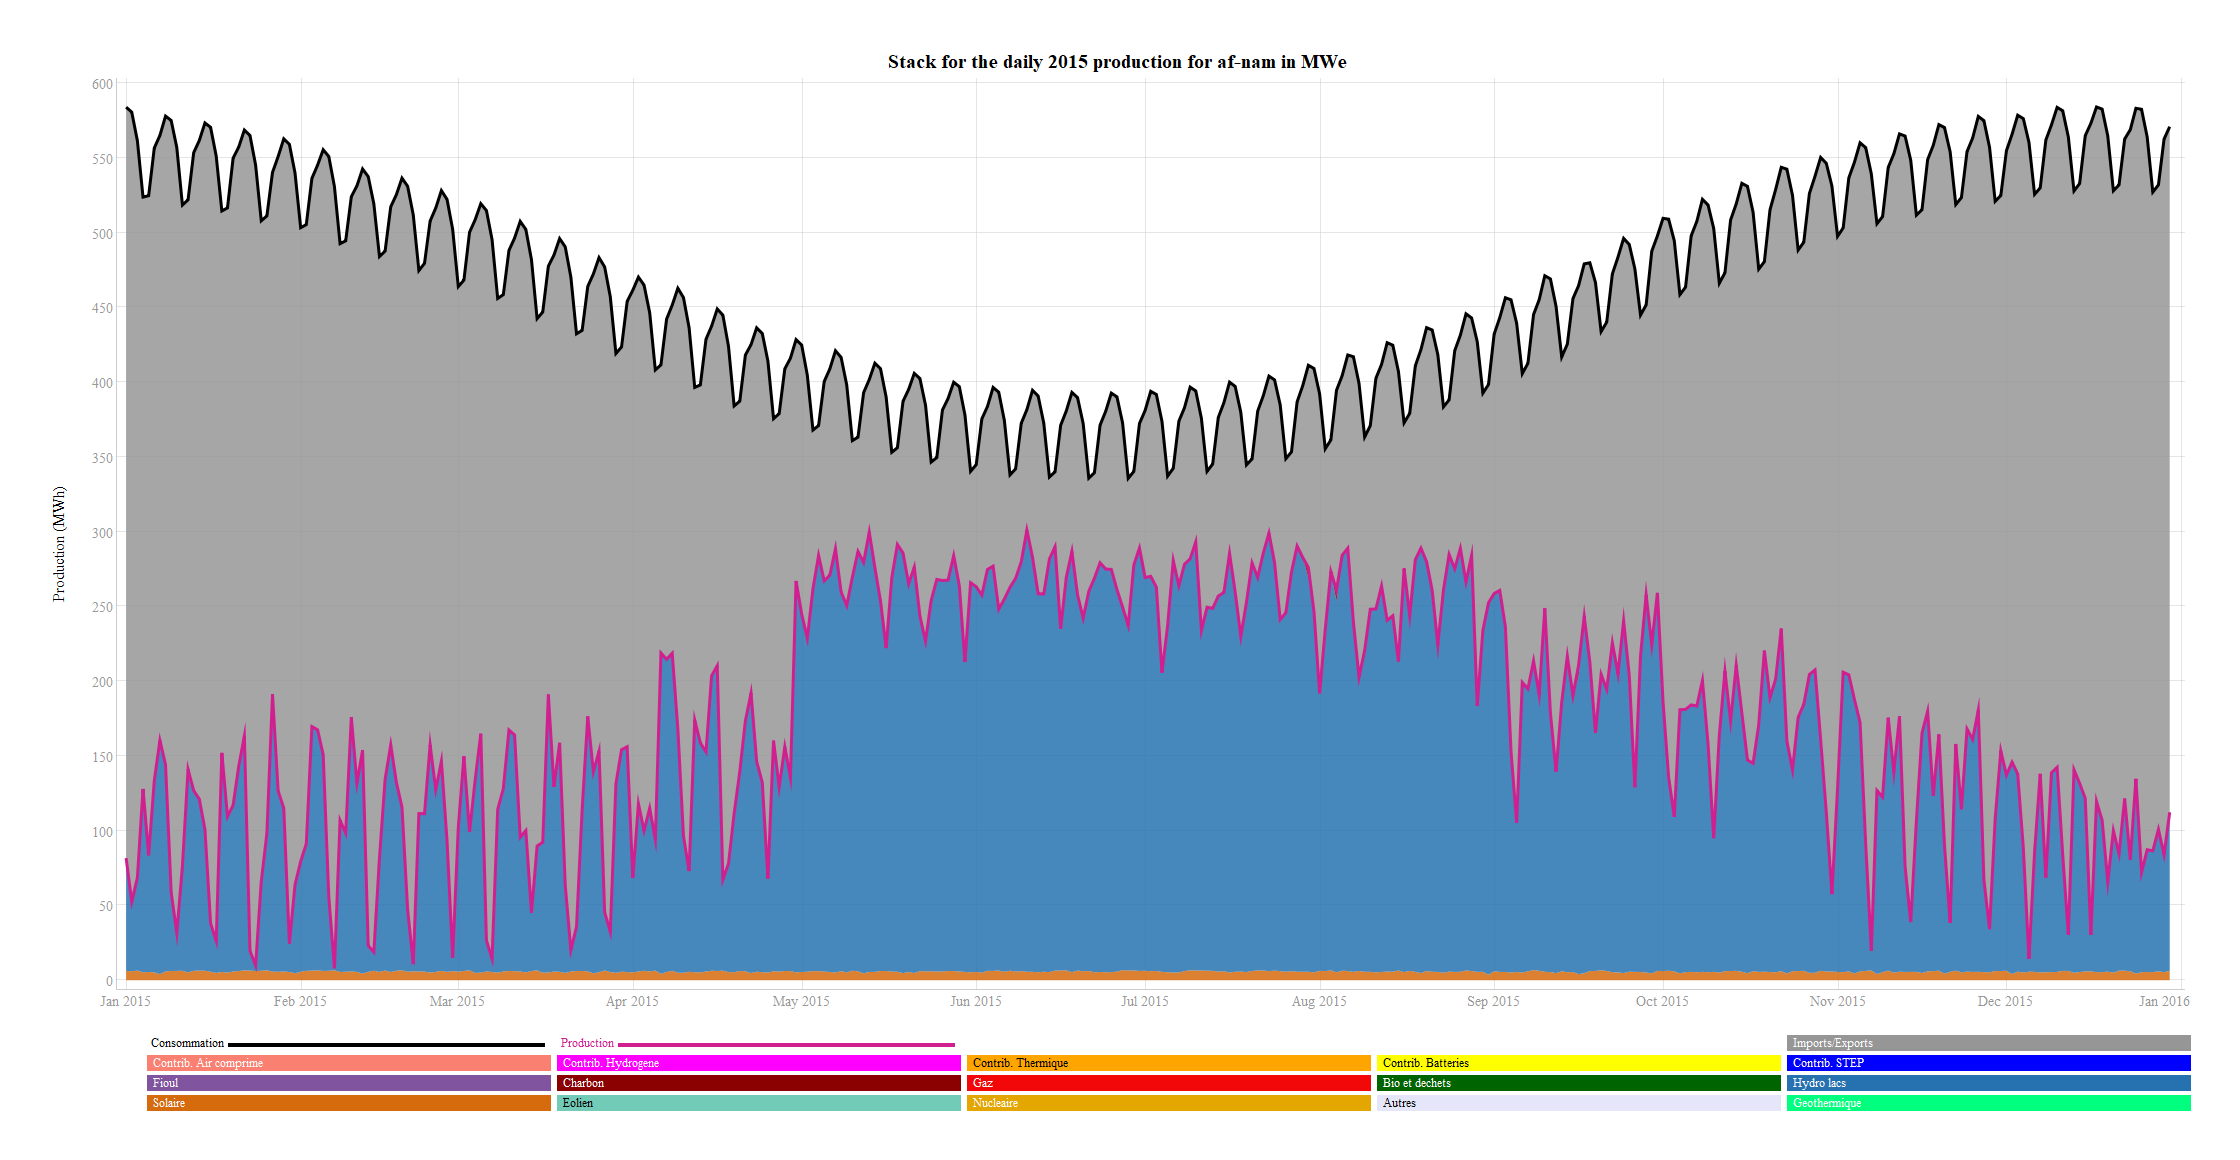 Stack for the daily 2015 production for af-nam in MWe
600
550
500
450
400
350
300
250
200
150
100
50
0
Production (MWh)
Jan 2015 Feb 2015 Mar 2015 Apr 2015 May 2015 Jun 2015 Jul 2015 Aug 2015 Sep 2015 Oct 2015 Nov 2015 Dec 2015 Jan 2016
Consommation Production Imports/Exports
Contrib. Air comprime Contrib. Hydrogene Contrib. Thermique Contrib. Batteries Contrib. STEP
Fioul Charbon Gaz Bio et dechets Hydro lacs
Solaire Eolien Nucleaire Autres Geothermique